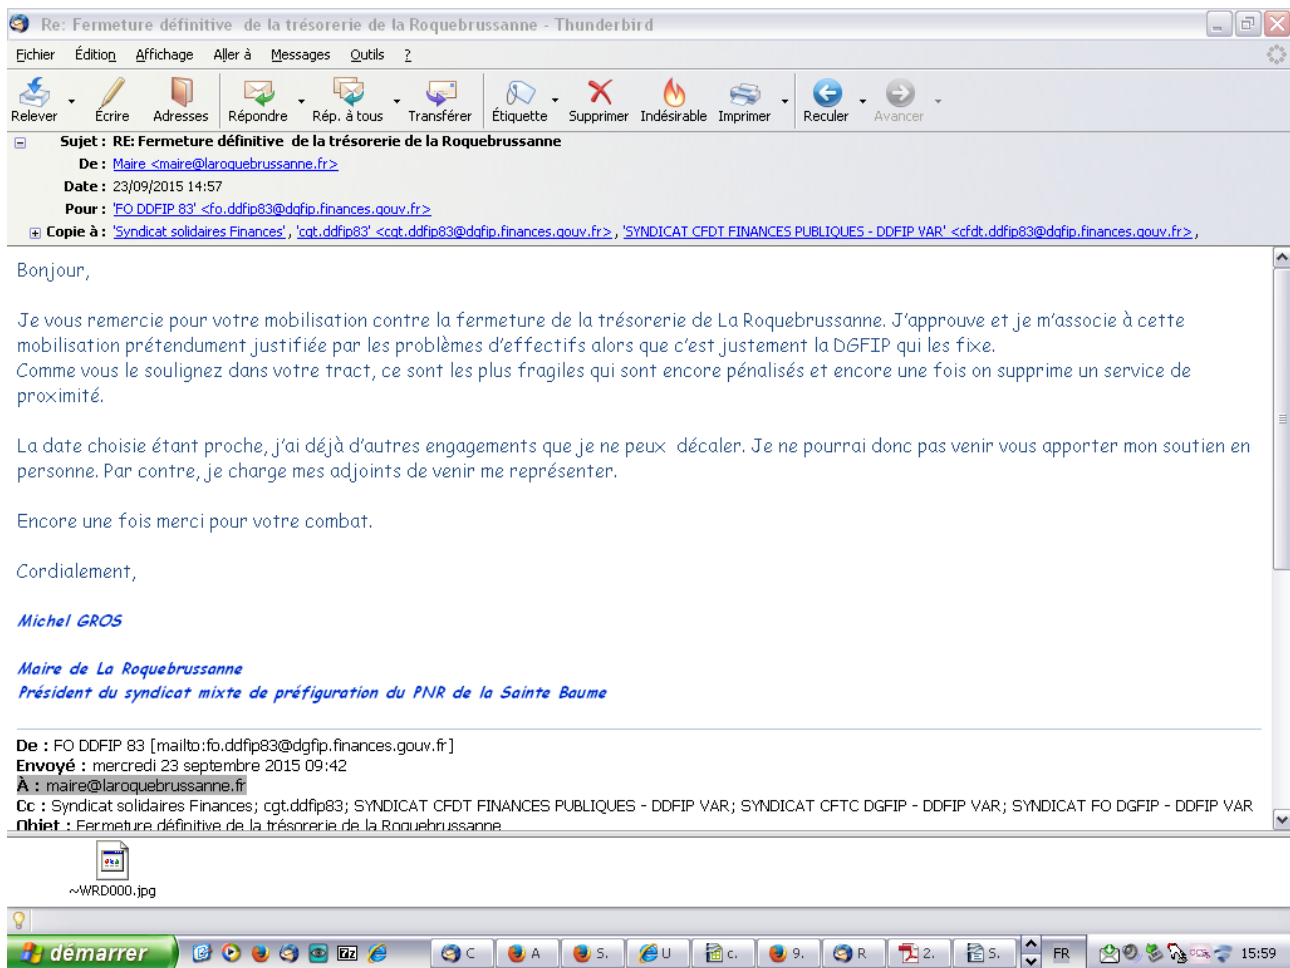 Re: Fermeture définitive de la trésorerie de la Roquebrussanne - Thunderbird
Fichier Édition Affichage Aller à Messages Outils ?
Relever Écrire Adresses Répondre Rép. à tous Transférer Étiquette Supprimer Indésirable Imprimer Reculer Avancer
Sujet : RE: Fermeture définitive de la trésorerie de la Roquebrussanne
De : Maire <maire@laroquebrussanne.fr>
Date : 23/09/2015 14:57
Pour : 'FO DDFIP 83' <fo.ddfip83@dgfip.finances.gouv.fr>
Copie à : 'Syndicat solidaires Finances', 'cgt.ddfip83' <cgt.ddfip83@dgfip.finances.gouv.fr>, 'SYNDICAT CFDT FINANCES PUBLIQUES - DDFIP VAR' <cfdt.ddfip83@dgfip.finances.gouv.fr>,
Bonjour,
Je vous remercie pour votre mobilisation contre la fermeture de la trésorerie de La Roquebrussanne. J'approuve et je m'associe à cette
mobilisation prétendument justifiée par les problèmes d'effectifs alors que c'est justement la DGFIP qui les fixe.
Comme vous le soulignez dans votre tract, ce sont les plus fragiles qui sont encore pénalisés et encore une fois on supprime un service de
proximité.
La date choisie étant proche, j'ai déjà d'autres engagements que je ne peux décaler. Je ne pourrai donc pas venir vous apporter mon soutien en
personne. Par contre, je charge mes adjoints de venir me représenter.
Encore une fois merci pour votre combat.
Cordialement,
Michel GROS
Maire de La Roquebrussanne
Président du syndicat mixte de préfiguration du PNR de la Sainte Baume
De : FO DDFIP 83 [mailto:fo.ddfip83@dgfip.finances.gouv.fr]
Envoyé : mercredi 23 septembre 2015 09:42
À : maire@laroquebrussanne.fr
Cc : Syndicat solidaires Finances; cgt.ddfip83; SYNDICAT CFDT FINANCES PUBLIQUES - DDFIP VAR; SYNDICAT CFTC DGFIP - DDFIP VAR; SYNDICAT FO DGFIP - DDFIP VAR
Objet : Fermeture définitive de la trésorerie de la Roquebrussanne
~WRD000.jpg
démarrer C A S. U c. 9. R 2. S. FR 15:59